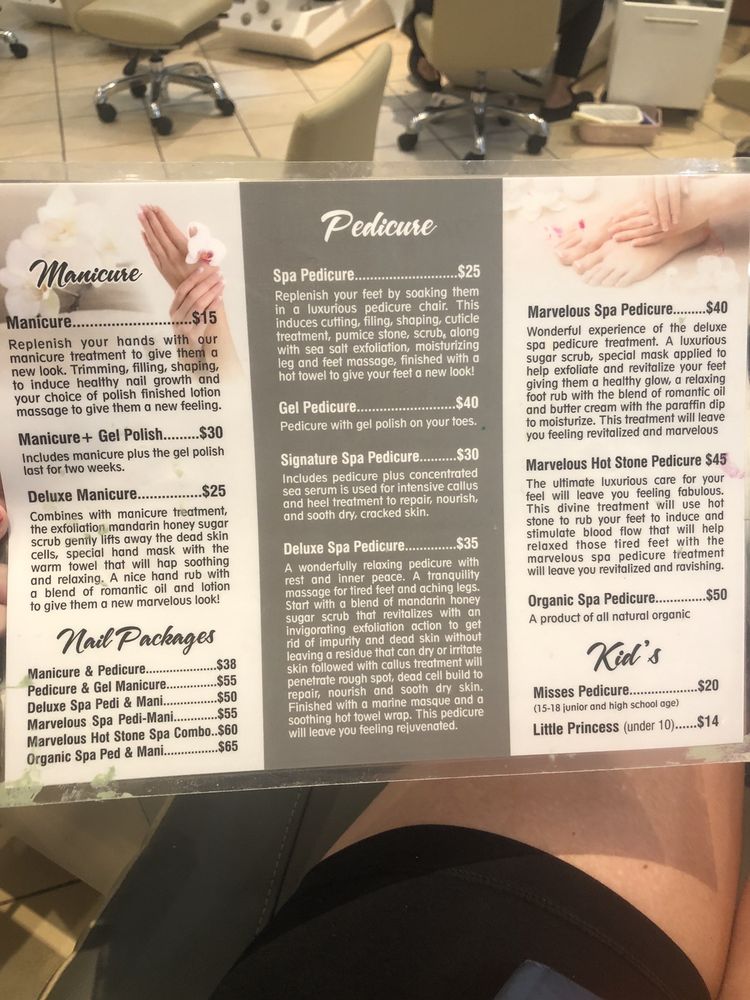 Manicure
Manicure..............................$15
Replenish your hands with our
manicure treatment to give them a
new look. Trimming, filling, shaping,
to induce healthy nail growth and
your choice of polish finished lotion
massage to give them a new feeling.
Manicure+ Gel Polish.........$30
Includes manicure plus the gel polish
last for two weeks.
Deluxe Manicure................$25
Combines with manicure treatment,
the exfoliation mandarin honey sugar
scrub gently lifts away the dead skin
cells, special hand mask with the
warm towel that will hap soothing
and relaxing. A nice hand rub with
a blend of romantic oil and lotion
to give them a new marvelous look!
Nail Packages
Manicure & Pedicure.................$38
Pedicure & Gel Manicure............$55
Deluxe Spa Pedi & Mani.............$50
Marvelous Spa Pedi-Mani...........$55
Marvelous Hot Stone Spa Combo..$60
Organic Spa Ped & Mani.............$65
Pedicure
Spa Pedicure..........................$25
Replenish your feet by soaking them
in a luxurious pedicure chair. This
induces cutting, filing, shaping, cuticle
treatment, pumice stone, scrub, along
with sea salt exfoliation, moisturizing
leg and feet massage, finished with a
hot towel to give your feet a new look!
Gel Pedicure.........................$40
Pedicure with gel polish on your toes.
Signature Spa Pedicure.........$30
Includes pedicure plus concentrated
sea serum is used for intensive callus
and heel treatment to repair, nourish,
and sooth dry, cracked skin.
Deluxe Spa Pedicure.............$35
A wonderfully relaxing pedicure with
rest and inner peace. A tranquility
massage for tired feet and aching legs.
Start with a blend of mandarin honey
sugar scrub that revitalizes with an
invigorating exfoliation action to get
rid of impurity and dead skin without
leaving a residue that can dry or irritate
skin followed with callus treatment will
penetrate rough spot, dead cell build to
repair, nourish and sooth dry skin.
Finished with a marine masque and a
soothing hot towel wrap. This pedicure
will leave you feeling rejuvenated.
Marvelous Spa Pedicure........$40
Wonderful experience of the deluxe
spa pedicure treatment. A luxurious
sugar scrub, special mask applied to
help exfoliate and revitalize your feet
giving them a healthy glow, a relaxing
foot rub with the blend of romantic oil
and butter cream with the paraffin dip
to moisturize. This treatment will leave
you feeling revitalized and marvelous
Marvelous Hot Stone Pedicure $45
The ultimate luxurious care for your
feel will leave you feeling fabulous.
This divine treatment will use hot
stone to rub your feet to induce and
stimulate blood flow that will help
relaxed those tired feet with the
marvelous spa pedicure treatment
will leave you revitalized and ravishing.
Organic Spa Pedicure............$50
A product of all natural organic
Kid's
Misses Pedicure..................$20
(15-18 junior and high school age)
Little Princess (under 10)......$14